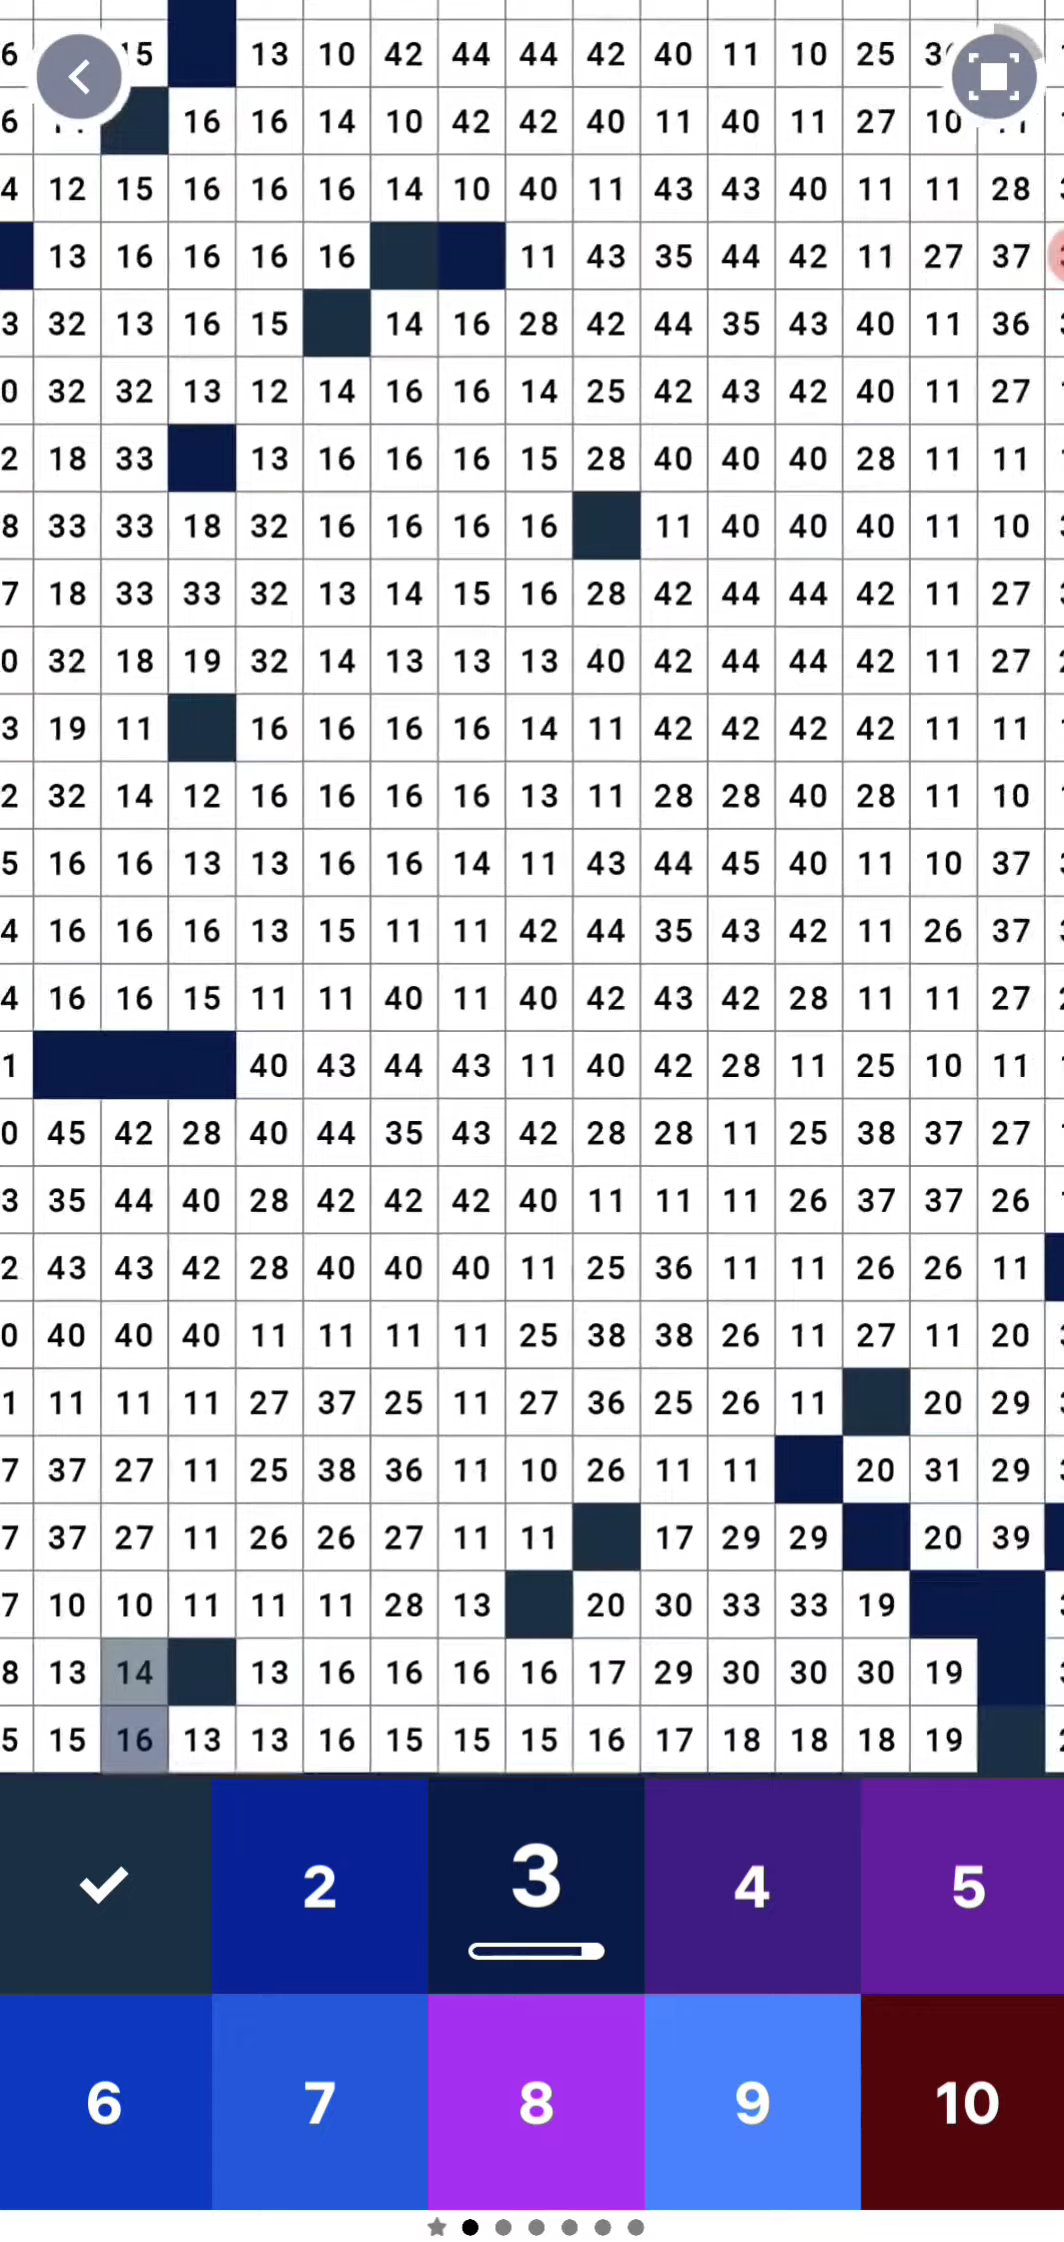 6 15 13 10 42 44 44 42 40 11 10 25
6 16 16 14 10 42 42 40 11 40 11 27 10
4 12 15 16 16 16 14 10 40 11 43 43 40 11 11 28
13 16 16 16 16 11 43 35 44 42 11 27 37
3 32 13 16 15 14 16 28 42 44 35 43 40 11 36
0 32 32 13 12 14 16 16 14 25 42 43 42 40 11 27
2 18 33 13 16 16 16 15 28 40 40 40 28 11 11
8 33 33 18 32 16 16 16 16 11 40 40 40 11 10
7 18 33 33 32 13 14 15 16 28 42 44 44 42 11 27
0 32 18 19 32 14 13 13 13 40 42 44 44 42 11 27
3 19 11 16 16 16 16 14 11 42 42 42 42 11 11
2 32 14 12 16 16 16 16 13 11 28 28 40 28 11 10
5 16 16 13 13 16 16 14 11 43 44 45 40 11 10 37
4 16 16 16 13 15 11 11 42 44 35 43 42 11 26 37
4 16 16 15 11 11 40 11 40 42 43 42 28 11 11 27
1 40 43 44 43 11 40 42 28 11 25 10 11
0 45 42 28 40 44 35 43 42 28 28 11 25 38 37 27
3 35 44 40 28 42 42 42 40 11 11 11 26 37 37 26
2 43 43 42 28 40 40 40 11 25 36 11 11 26 26 11
0 40 40 40 11 11 11 11 25 38 38 26 11 27 11 20
1 11 11 11 27 37 25 11 27 36 25 26 11 20 29
7 37 27 11 25 38 36 11 10 26 11 11 20 31 29
7 37 27 11 26 26 27 11 11 17 29 29 20 39
7 10 10 11 11 11 28 13 20 30 33 33 19
8 13 14 13 16 16 16 16 17 29 30 30 30 19
5 15 16 13 13 16 15 15 15 16 17 18 18 18 19
2 3 4 5
6 7 8 9 10